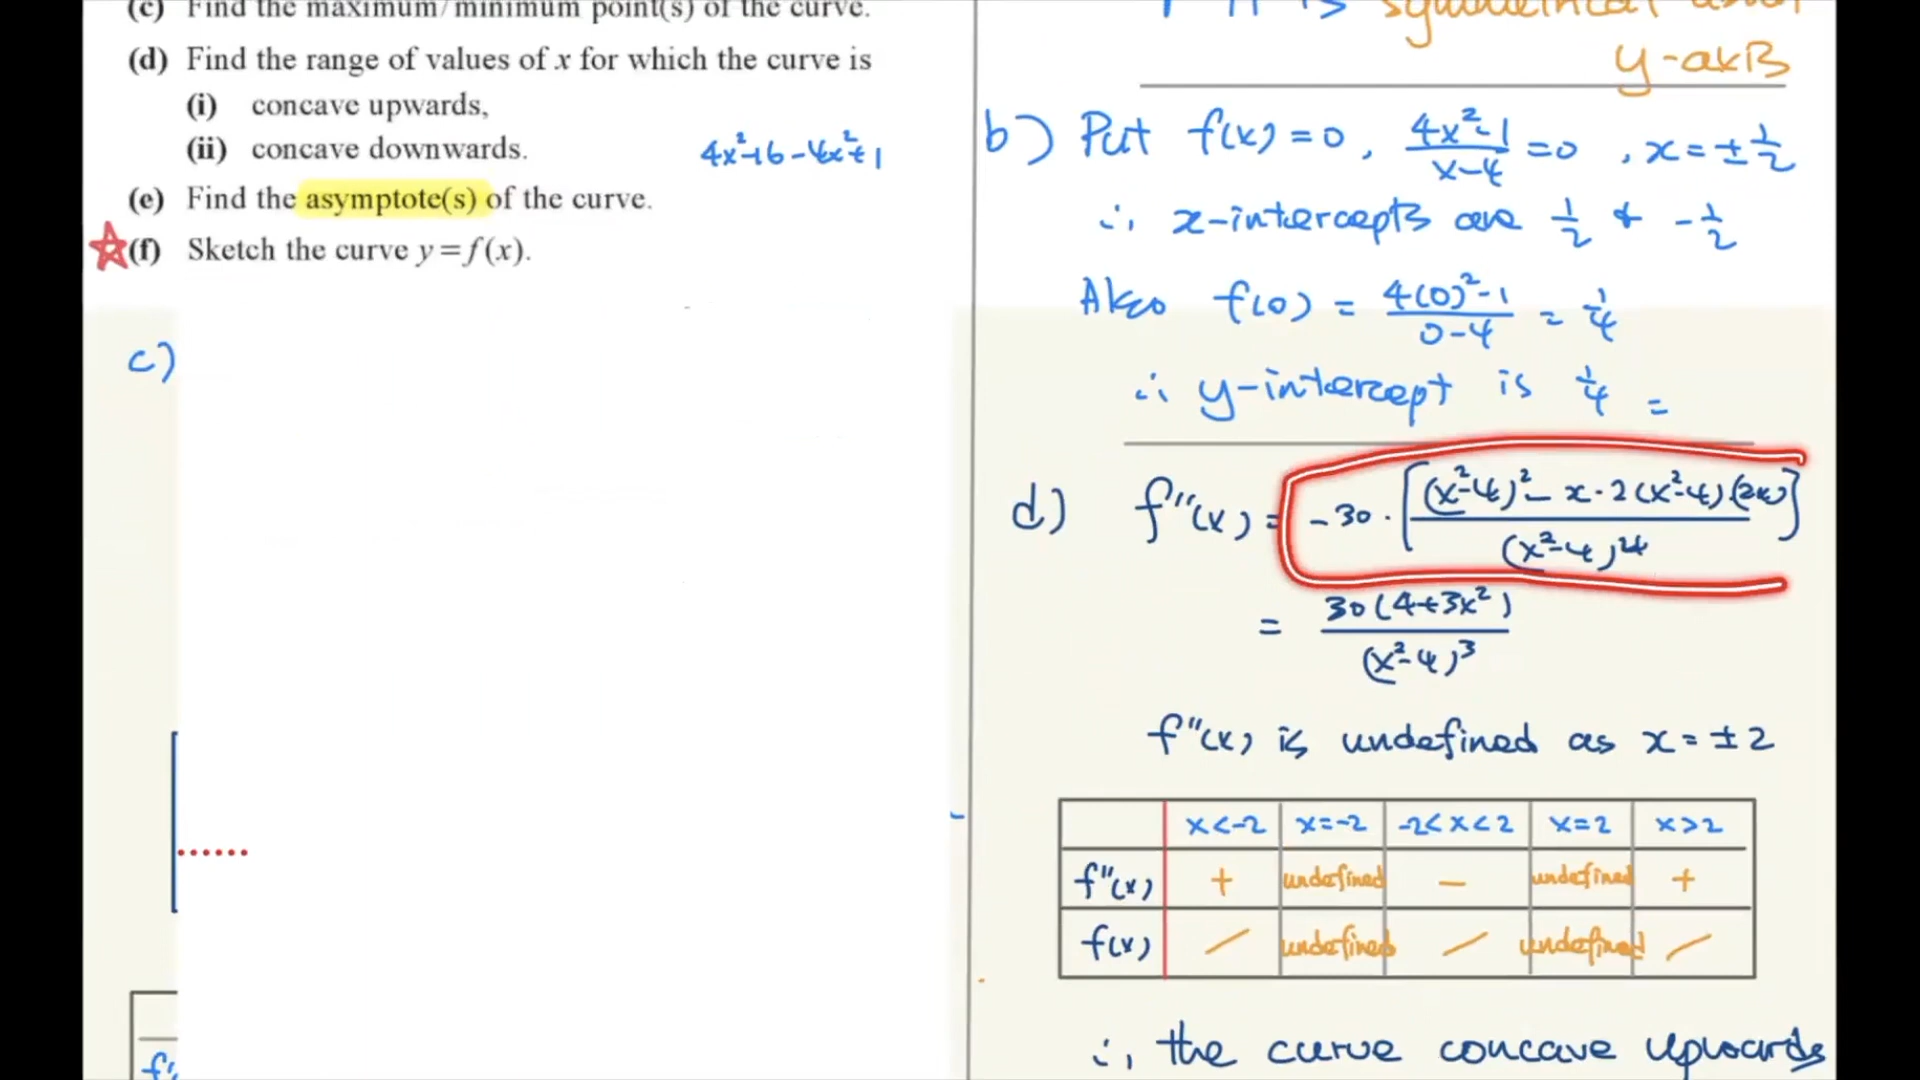 (c) Find the maximum/minimum point(s) of the curve.
(d) Find the range of values of x for which the curve is
(i) concave upwards,
(ii) concave downwards.
4x²-16-4x²+1
(e) Find the asymptote(s) of the curve.
(f) Sketch the curve y=f(x).
c)
f'
it is symmetrical about
y-axis
b) Put f(x)=0, (4x²-1)/(x-4)=0, x=±1/2
∴ x-intercepts are 1/2 & -1/2
Also f(0) = (4(0)²-1)/(0-4) = 1/4
∴ y-intercept is 1/4 =
d) f''(x) = -30·[((x²-4)²-x·2(x²-4)(2x))/(x²-4)⁴]
= 30(4+3x²)/(x²-4)³
f''(x) is undefined as x=±2
x<-2 x=-2 -2<x<2 x=2 x>2
f''(x) + undefined - undefined +
f(x) / undefined / undefined /
∴ the curve concave upwards